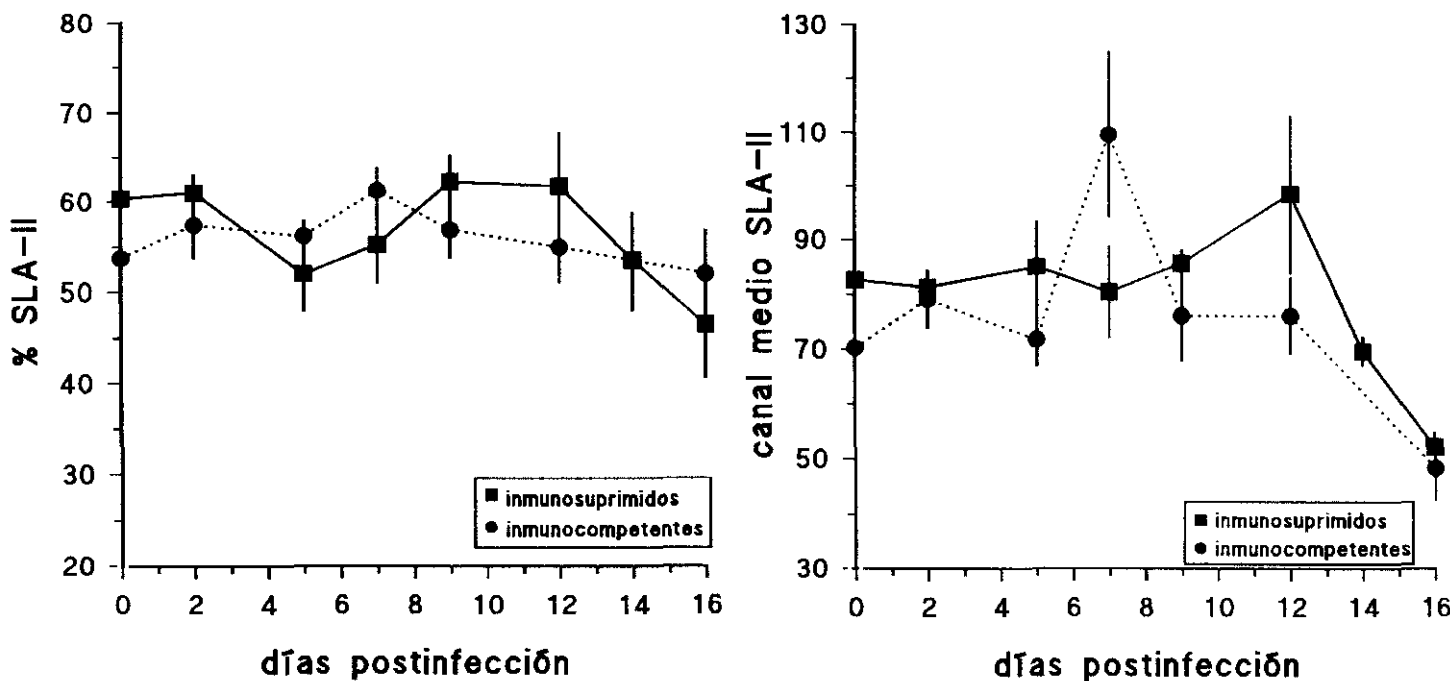 % SLA-II
80
70
60
50
40
30
20
0 2 4 6 8 10 12 14 16
días postinfección
inmunosuprimidos
inmunocompetentes
canal medio SLA-II
130
110
90
70
50
30
0 2 4 6 8 10 12 14 16
días postinfección
inmunosuprimidos
inmunocompetentes